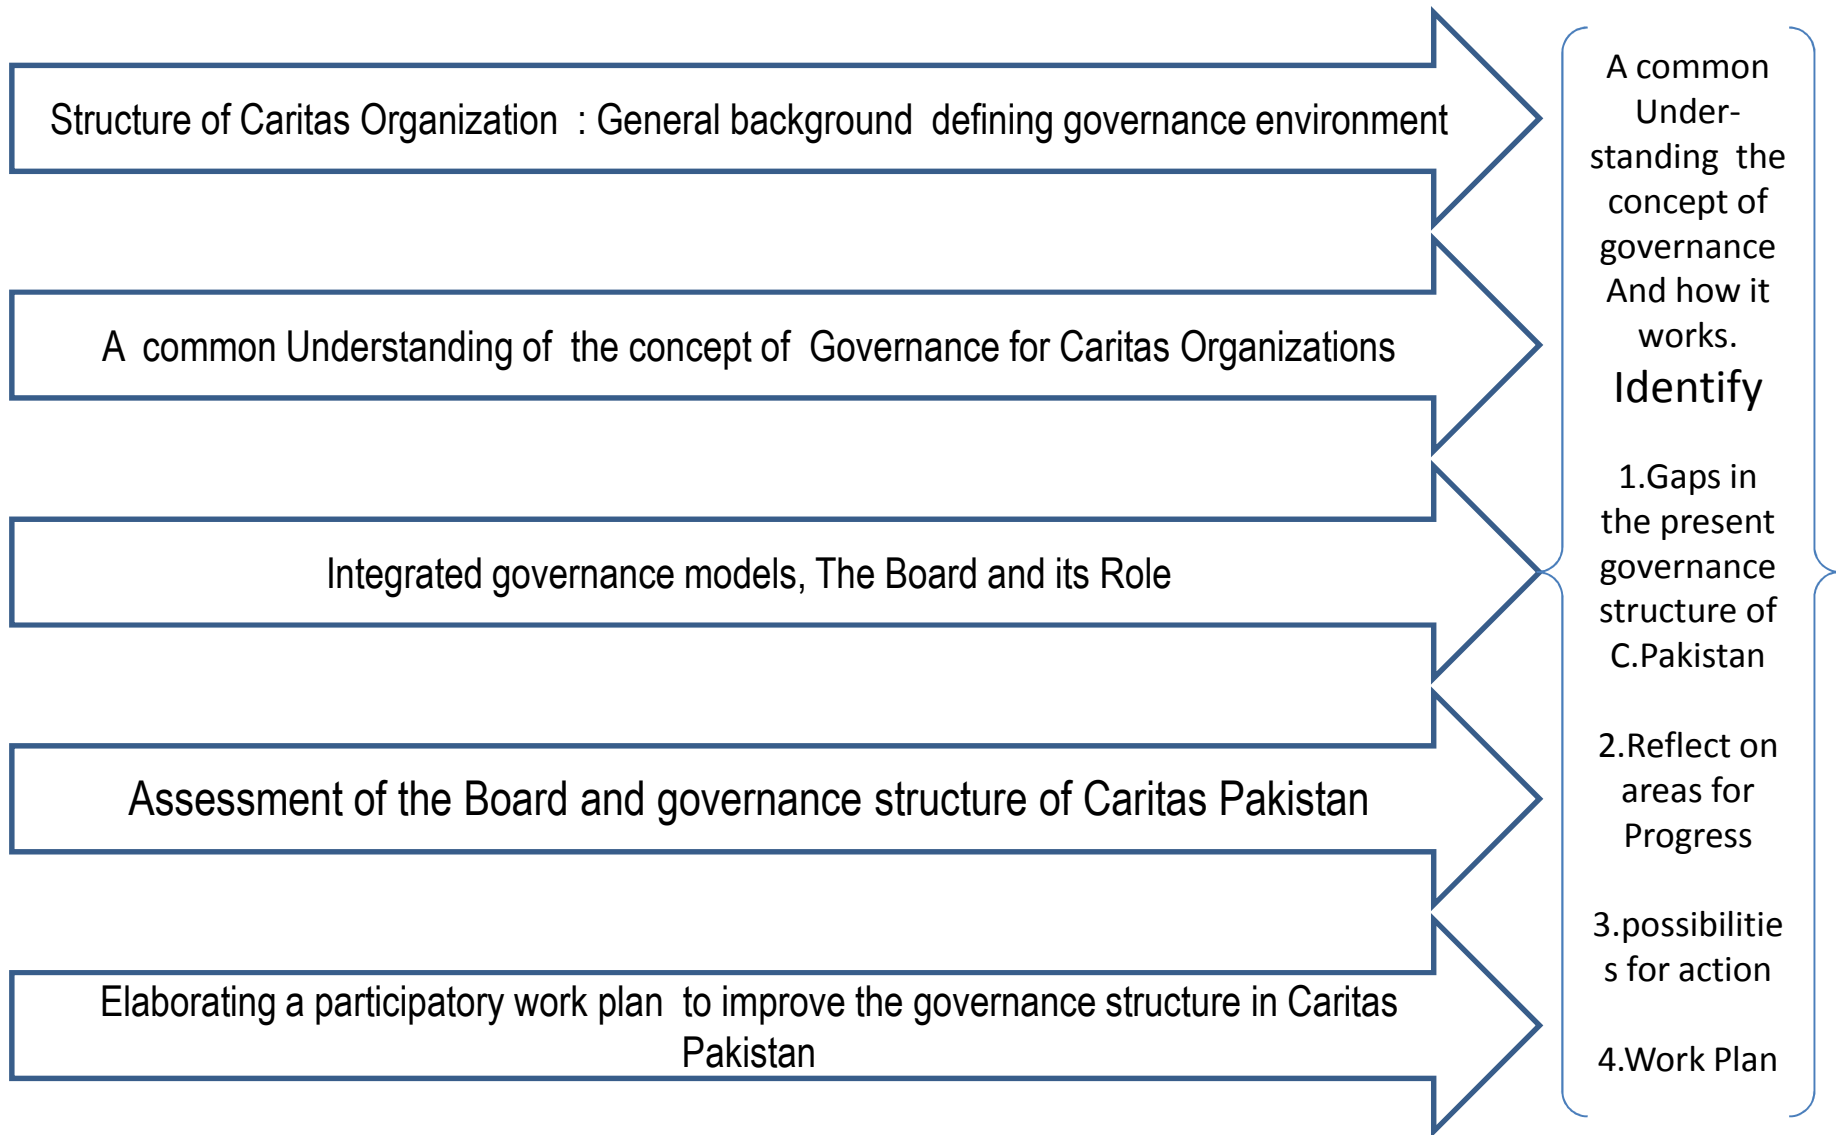 Structure of Caritas Organization : General background defining governance environment
A common Understanding of the concept of Governance for Caritas Organizations
Integrated governance models, The Board and its Role
Assessment of the Board and governance structure of Caritas Pakistan
Elaborating a participatory work plan to improve the governance structure in Caritas
Pakistan
A common
Under-
standing the
concept of
governance
And how it
works.
Identify
1.Gaps in
the present
governance
structure of
C.Pakistan
2.Reflect on
areas for
Progress
3.possibilitie
s for action
4.Work Plan